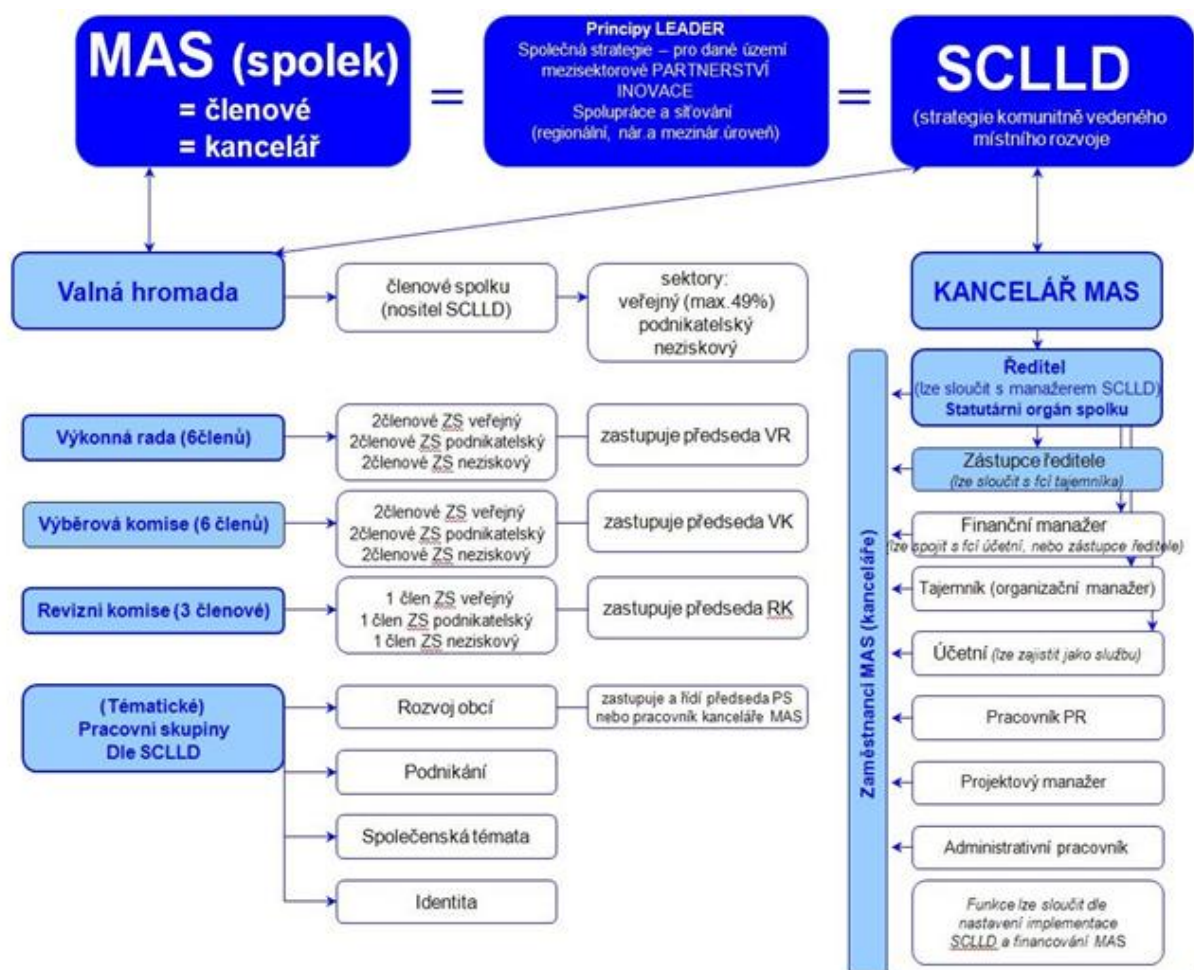 MAS (spolek)
= členové
= kancelář
=
Principy LEADER
Společná strategie – pro dané území
mezisektorové PARTNERSTVÍ
INOVACE
Spolupráce a síťování
(regionální, nár.a mezinár.úroveň)
=
SCLLD
(strategie komunitně vedeného
místního rozvoje
Valná hromada
členové spolku
(nositel SCLLD)
sektory:
veřejný (max.49%)
podnikatelský
neziskový
Výkonná rada (6členů)
2členové ZS veřejný
2členové ZS podnikatelský
2členové ZS neziskový
zastupuje předseda VR
Výběrová komise (6 členů)
2členové ZS veřejný
2členové ZS podnikatelský
2členové ZS neziskový
zastupuje předseda VK
Revizni komise (3 členové)
1 člen ZS veřejný
1 člen ZS podnikatelský
1 člen ZS neziskový
zastupuje předseda RK
(Tématické)
Pracovni skupiny
Dle SCLLD
Rozvoj obcí
zastupuje a řídí předseda PS
nebo pracovník kanceláře MAS
Podnikání
Společenská témata
Identita
KANCELÁŘ MAS
Zaměstnanci MAS (kanceláře)
Ředitel
(lze sloučit s manažerem SCLLD)
Statutárni orgán spolku
Zástupce ředitele
(lze sloučit s fcí tajemníka)
Finanční manažer
(lze spojit s fcí účetní, nebo zástupce ředitele)
Tajemník (organizační manažer)
Účetní (lze zajistit jako službu)
Pracovník PR
Projektový manažer
Administrativní pracovník
Funkce lze sloučit dle
nastavení implementace
SCLLD a financování MAS